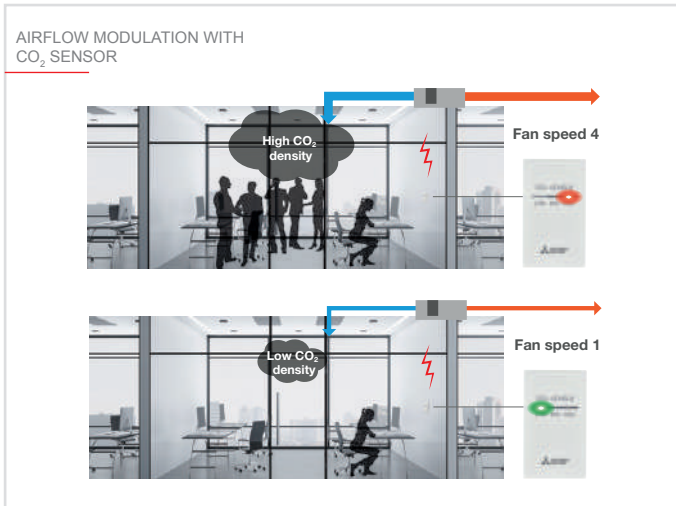 AIRFLOW MODULATION WITH
CO₂ SENSOR
High CO₂
density
Fan speed 4
Low CO₂
density
Fan speed 1